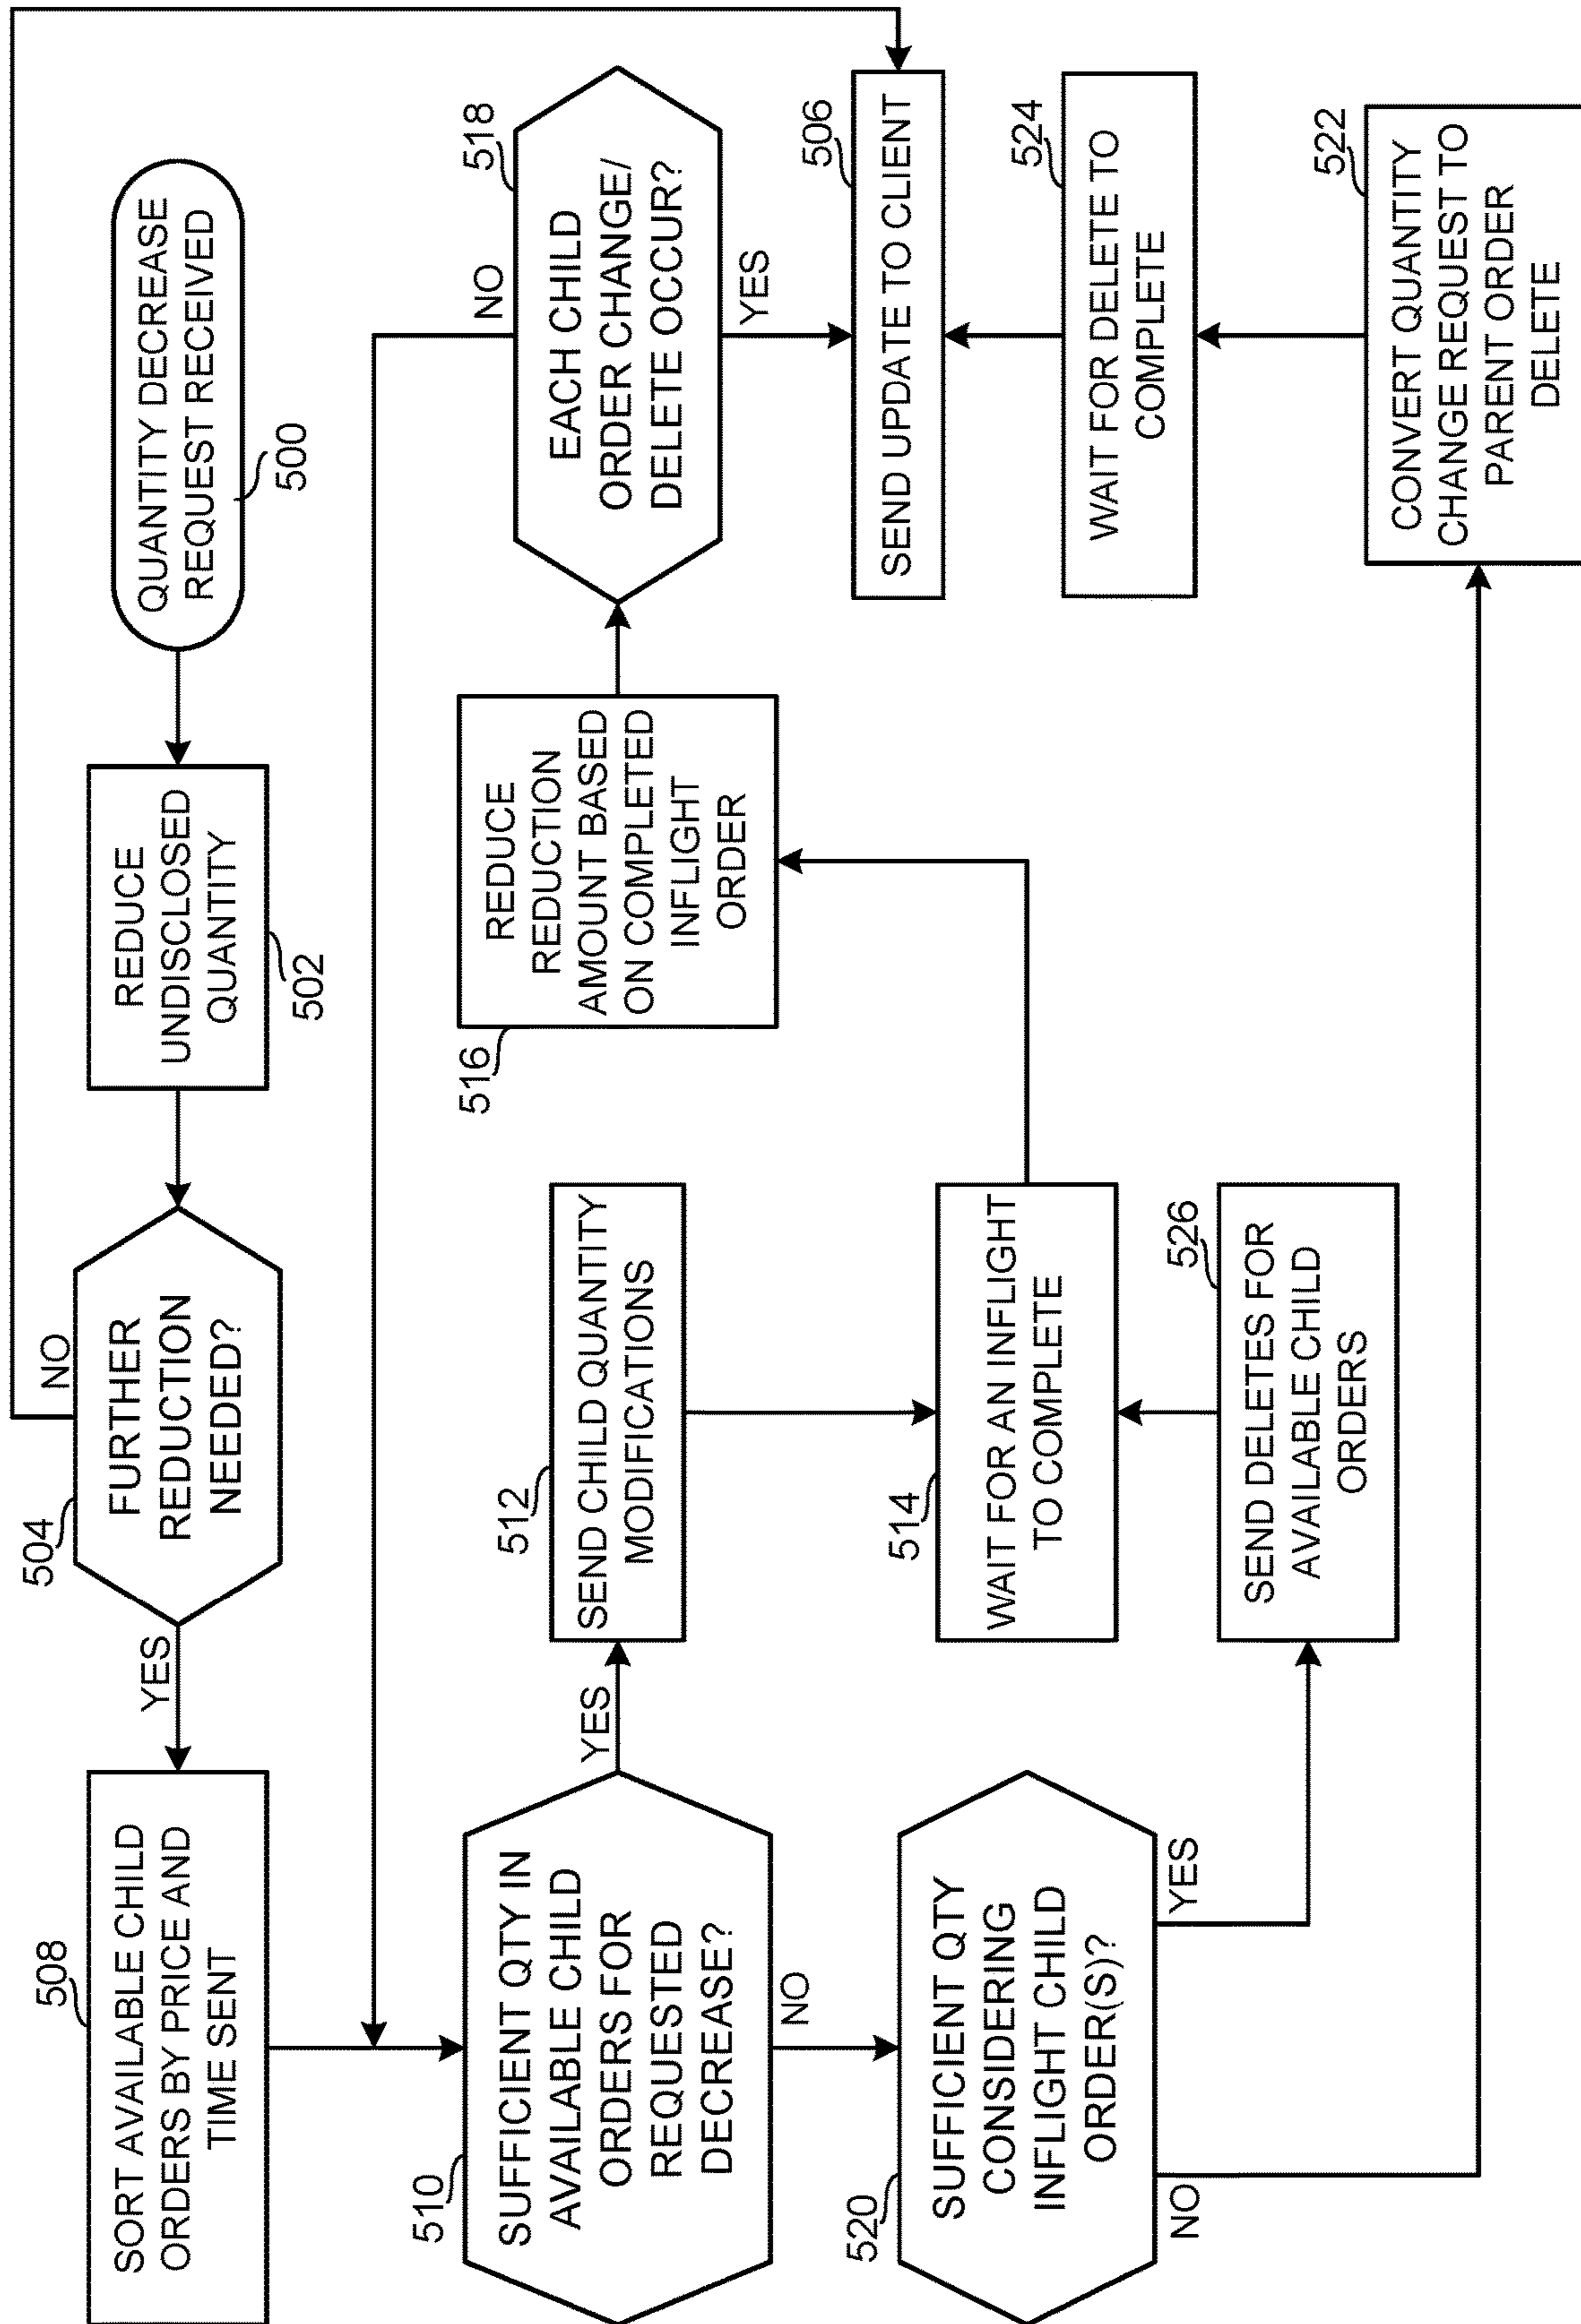 QUANTITY DECREASE
REQUEST RECEIVED
500
REDUCE
UNDISCLOSED
QUANTITY
502
504
FURTHER
REDUCTION
NEEDED?
NO
YES
508
SORT AVAILABLE CHILD
ORDERS BY PRICE AND
TIME SENT
510
SUFFICIENT QTY IN
AVAILABLE CHILD
ORDERS FOR
REQUESTED
DECREASE?
YES
NO
512
SEND CHILD QUANTITY
MODIFICATIONS
514
WAIT FOR AN INFLIGHT
TO COMPLETE
516
REDUCE
REDUCTION
AMOUNT BASED
ON COMPLETED
INFLIGHT
ORDER
518
EACH CHILD
ORDER CHANGE/
DELETE OCCUR?
NO
YES
506
SEND UPDATE TO CLIENT
520
SUFFICIENT QTY
CONSIDERING
INFLIGHT CHILD
ORDER(S)?
YES
NO
526
SEND DELETES FOR
AVAILABLE CHILD
ORDERS
524
WAIT FOR DELETE TO
COMPLETE
522
CONVERT QUANTITY
CHANGE REQUEST TO
PARENT ORDER
DELETE